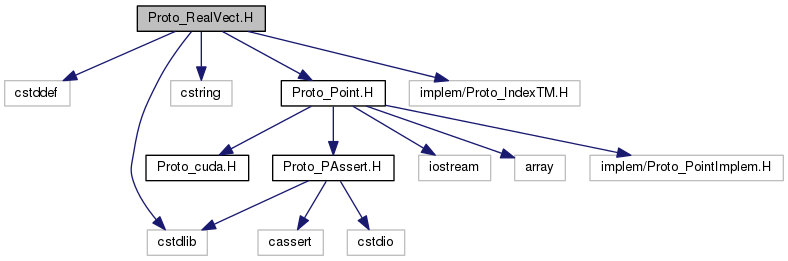 Proto_RealVect.H
cstddef
cstring
Proto_Point.H
implem/Proto_IndexTM.H
Proto_cuda.H
Proto_PAssert.H
iostream
array
implem/Proto_PointImplem.H
cstdlib
cassert
cstdio